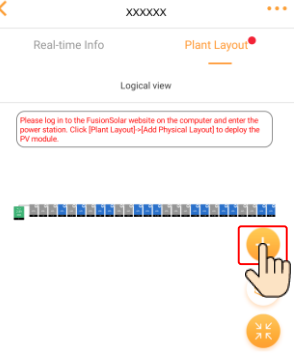 XXXXXX
Real-time Info Plant Layout
Logical view
Please log in to the FusionSolar website on the computer and enter the
power station. Click [Plant Layout]->[Add Physical Layout] to deploy the
PV module.